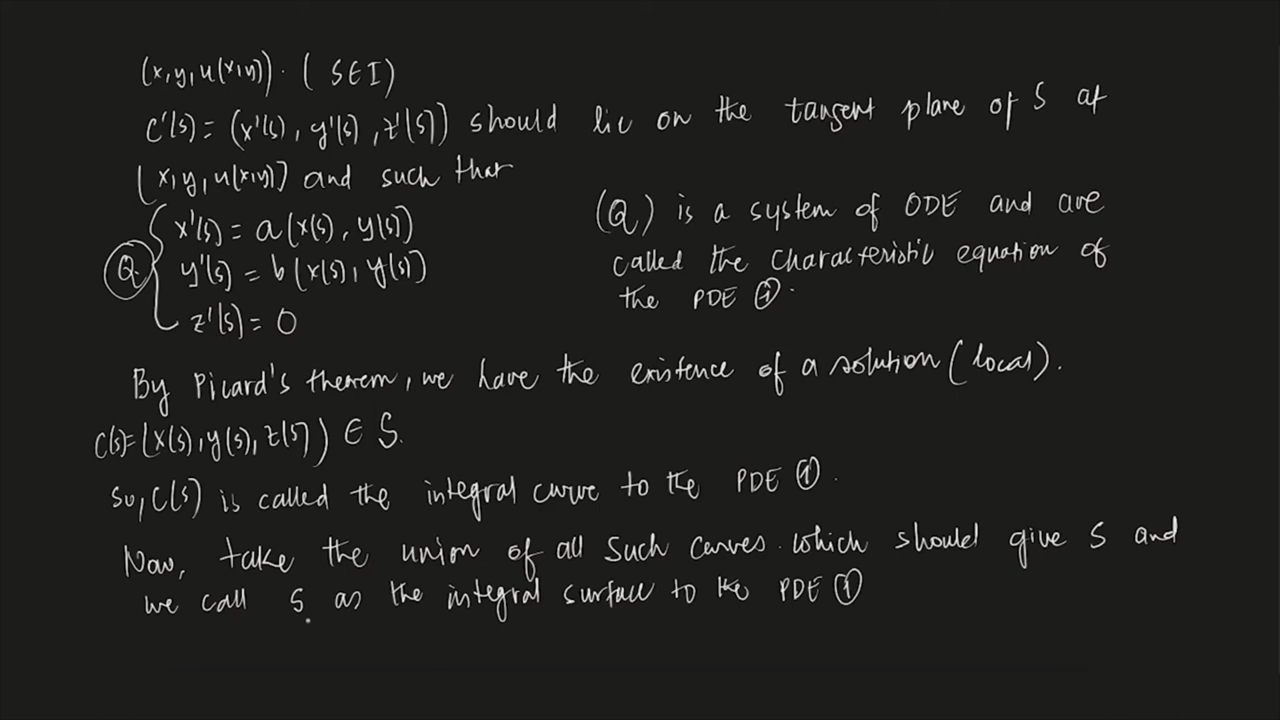 (x, y, u(x,y)). (S∈I)
C'(s) = (x'(s), y'(s), z'(s)) should lie on the tangent plane of S at
(x, y, u(x,y)) and such that
x'(s) = a(x(s), y(s))
Q. y'(s) = b(x(s), y(s))
z'(s) = 0
(Q) is a system of ODE and are
called the characteristic equation of
the PDE ①.
By Picard's therem, we have the existence of a solution (local).
C(s) = (x(s), y(s), z(s)) ∈ S.
So, C(s) is called the integral curve to the PDE ①.
Now, take the union of all such curves. which should give S and
we call S as the integral surface to the PDE ①